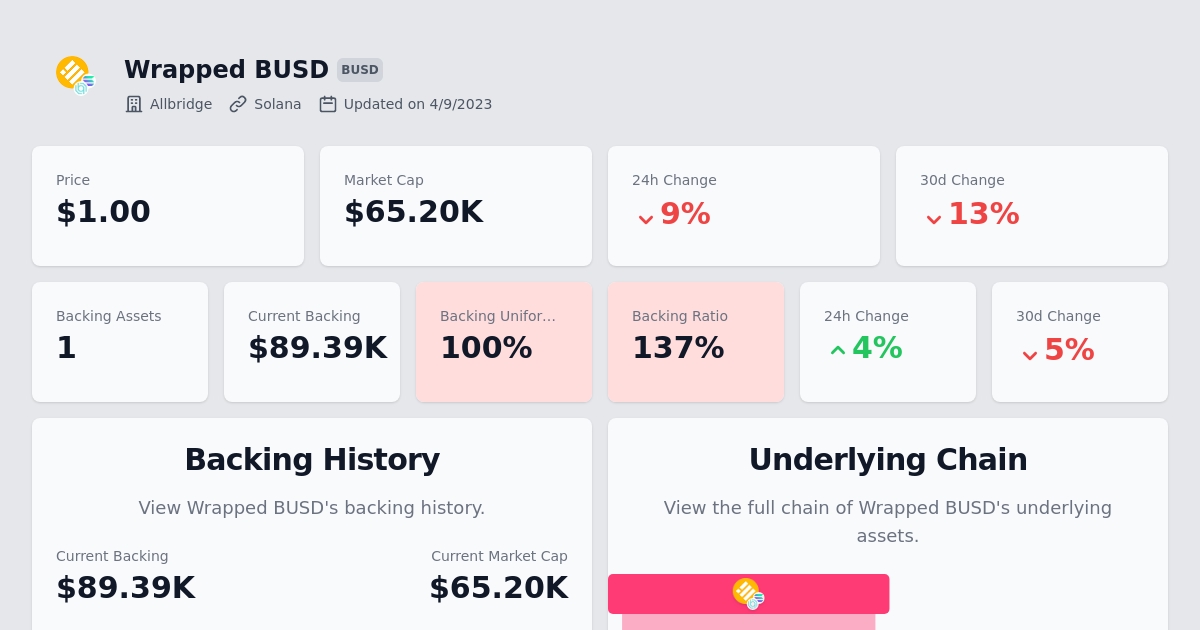 Wrapped BUSD BUSD
Allbridge Solana Updated on 4/9/2023
Price
$1.00
Market Cap
$65.20K
24h Change
9%
30d Change
13%
Backing Assets
1
Current Backing
$89.39K
Backing Unifor...
100%
Backing Ratio
137%
24h Change
4%
30d Change
5%
Backing History
View Wrapped BUSD's backing history.
Current Backing
$89.39K
Current Market Cap
$65.20K
Underlying Chain
View the full chain of Wrapped BUSD's underlying
assets.